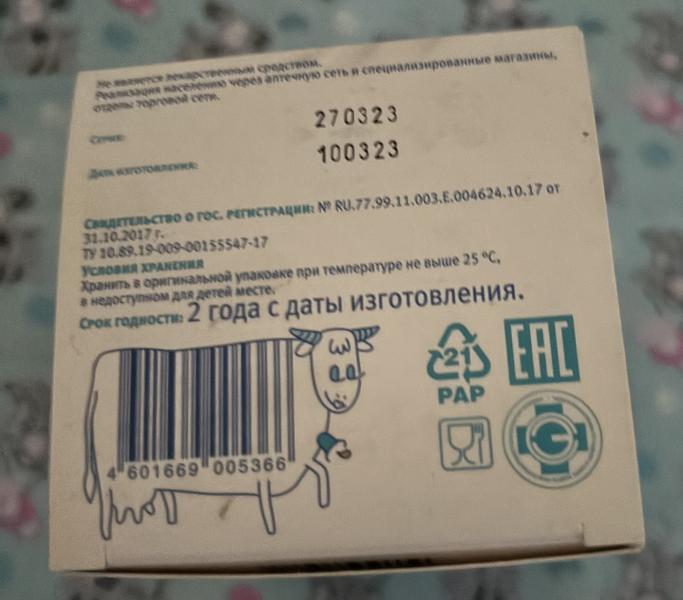 Не является лекарственным средством.
Реализация населению через аптечную сеть и специализированные магазины,
отделы торговой сети.
270323
Серия:
100323
Дата изготовления:
Свидетельство о гос. регистрации: № RU.77.99.11.003.Е.004624.10.17 от
31.10.2017 г.
ТУ 10.89.19-009-00155547-17
Условия хранения
Хранить в оригинальной упаковке при температуре не выше 25 °С,
в недоступном для детей месте.
Срок годности: 2 года с даты изготовления.
21
PAP
EAC
4 601669 005366